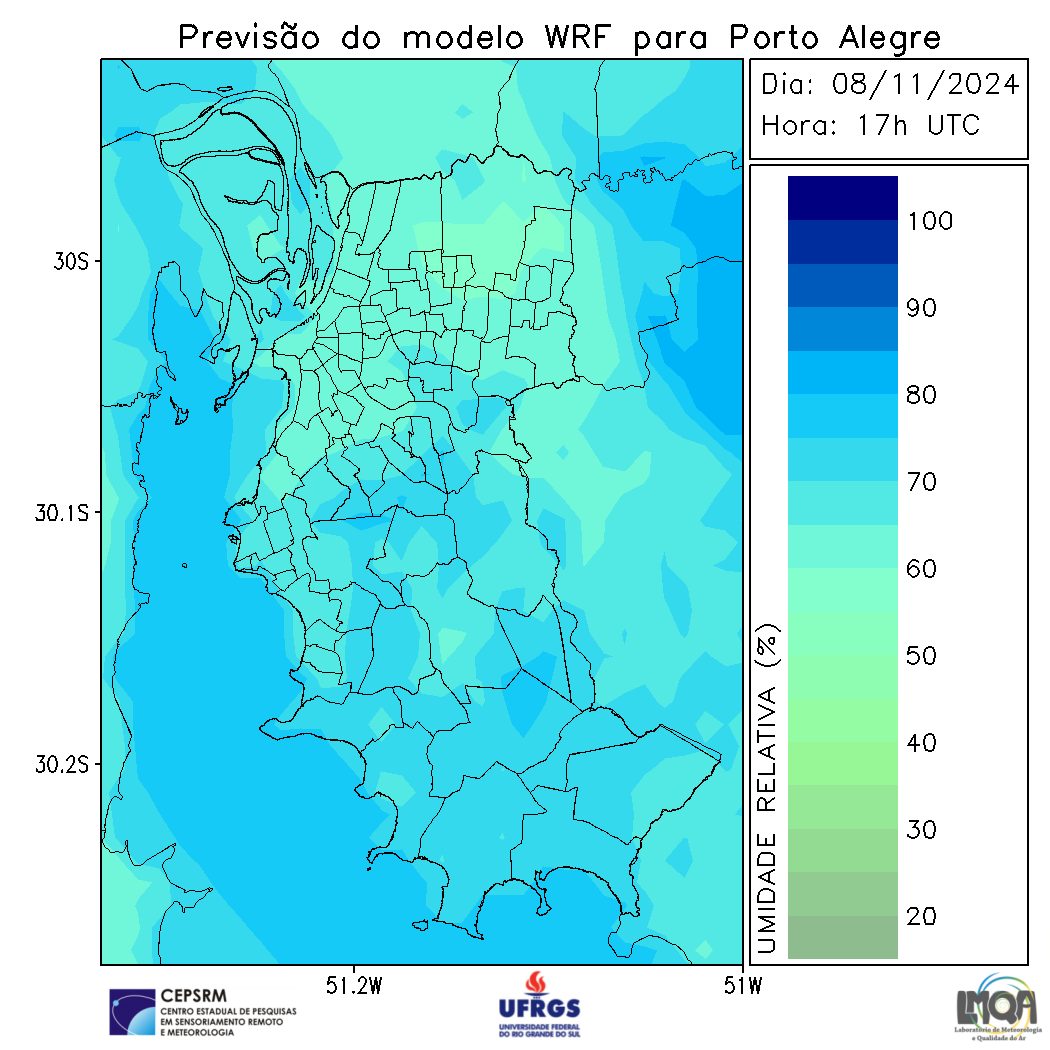 Previsão do modelo WRF para Porto Alegre
Dia: 08/11/2024
Hora: 17h UTC
100
90
80
70
60
50
40
30
20
UMIDADE RELATIVA (%)
30S
30.1S
30.2S
51.2W
51W
CEPSRM
CENTRO ESTADUAL DE PESQUISAS
EM SENSORIAMENTO REMOTO
E METEOROLOGIA
UFRGS
UNIVERSIDADE FEDERAL
DO RIO GRANDE DO SUL
LMQA
Laboratório de Meteorologia
e Qualidade do Ar